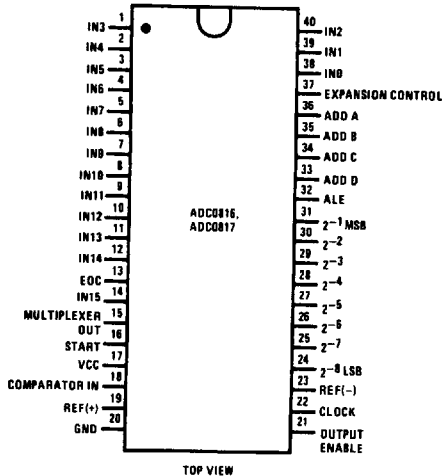 1 IN3
2 IN4
3 IN5
4 IN6
5 IN7
6 IN8
7 IN9
8 IN10
9 IN11
10 IN12
11 IN13
12 IN14
13 EOC
14 IN15
15 MULTIPLEXER OUT
16 START
17 VCC
18 COMPARATOR IN
19 REF(+)
20 GND
ADC0816,
ADC0817
40 IN2
39 IN1
38 IN0
37 EXPANSION CONTROL
36 ADD A
35 ADD B
34 ADD C
33 ADD D
32 ALE
31 2⁻¹ MSB
30 2⁻²
29 2⁻³
28 2⁻⁴
27 2⁻⁵
26 2⁻⁶
25 2⁻⁷
24 2⁻⁸ LSB
23 REF(−)
22 CLOCK
21 OUTPUT ENABLE
TOP VIEW